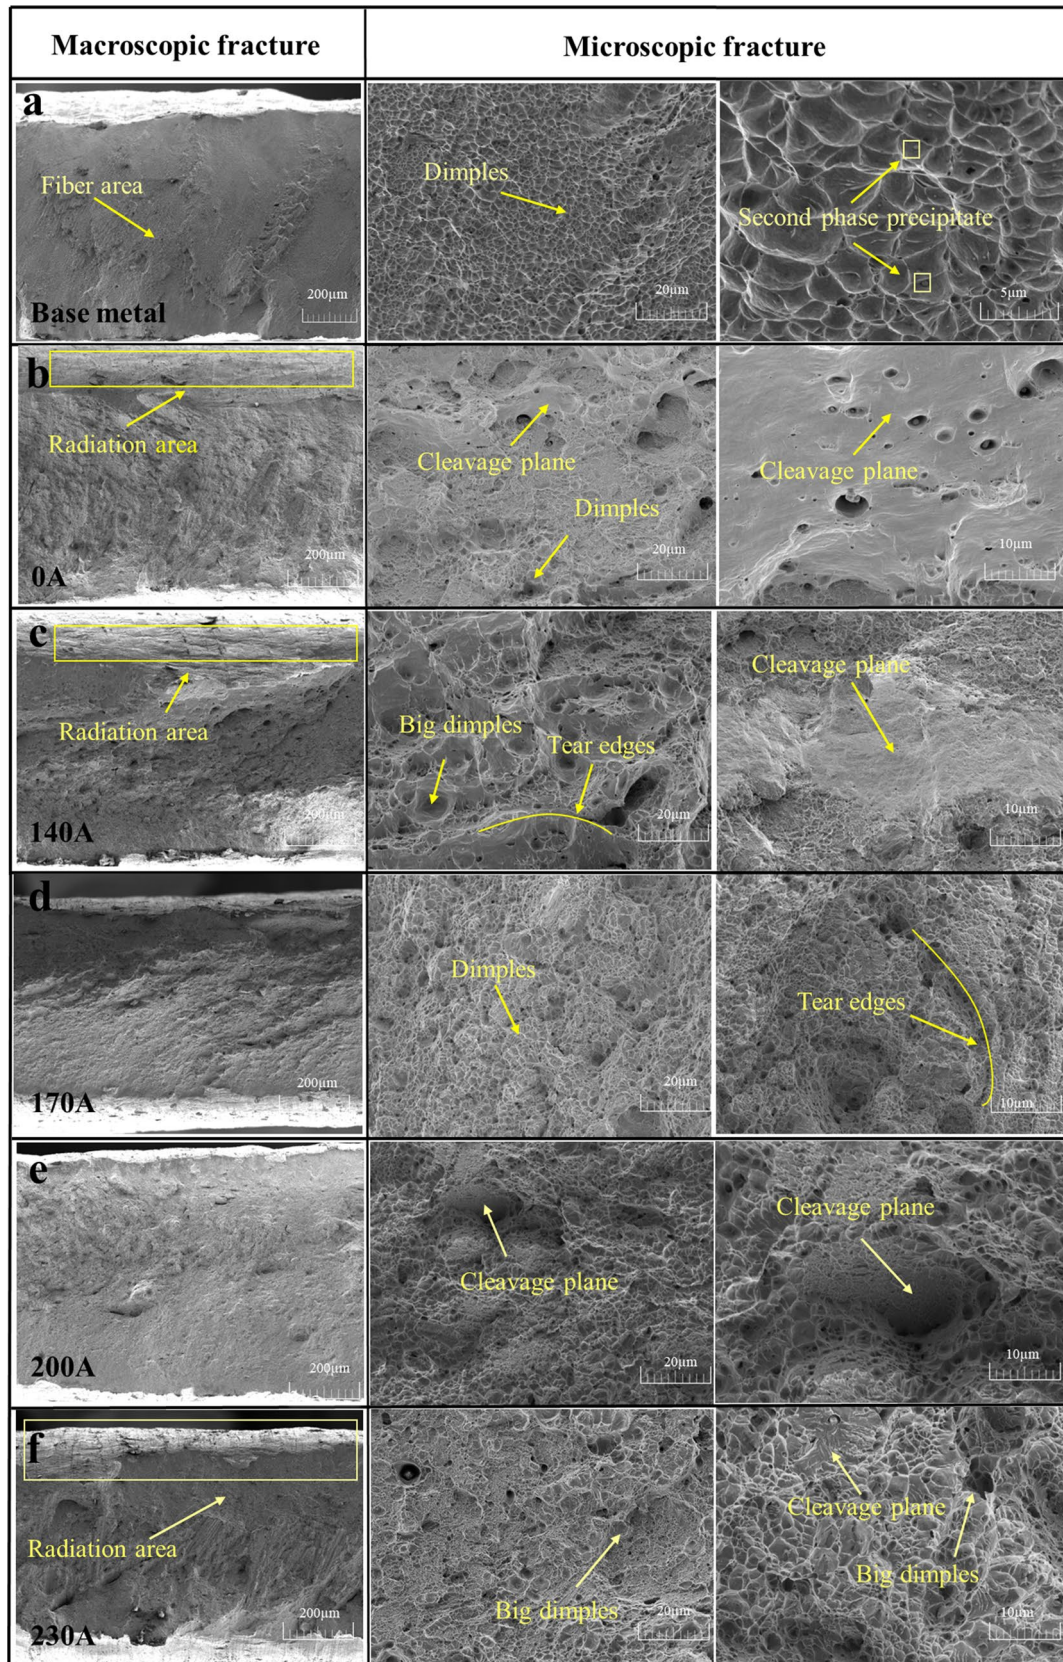 Macroscopic fracture
Microscopic fracture
a
Fiber area
200μm
Base metal
Dimples
20μm
Second phase precipitate
5μm
b
Radiation area
200μm
0A
Cleavage plane
Dimples
20μm
Cleavage plane
10μm
c
Radiation area
200μm
140A
Big dimples
Tear edges
20μm
Cleavage plane
10μm
d
200μm
170A
Dimples
20μm
Tear edges
10μm
e
200μm
200A
Cleavage plane
20μm
Cleavage plane
10μm
f
Radiation area
200μm
230A
Big dimples
20μm
Cleavage plane
Big dimples
10μm